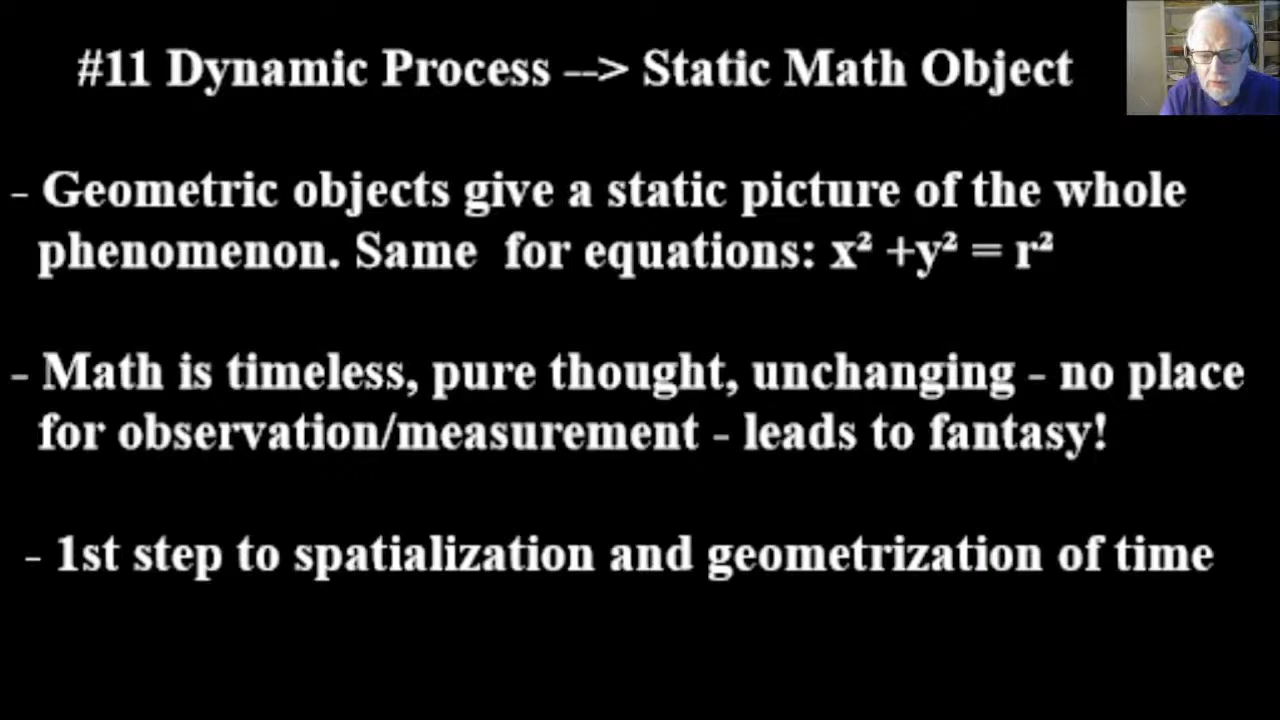 #11 Dynamic Process --> Static Math Object
- Geometric objects give a static picture of the whole
phenomenon. Same for equations: x² +y² = r²
- Math is timeless, pure thought, unchanging - no place
for observation/measurement - leads to fantasy!
- 1st step to spatialization and geometrization of time